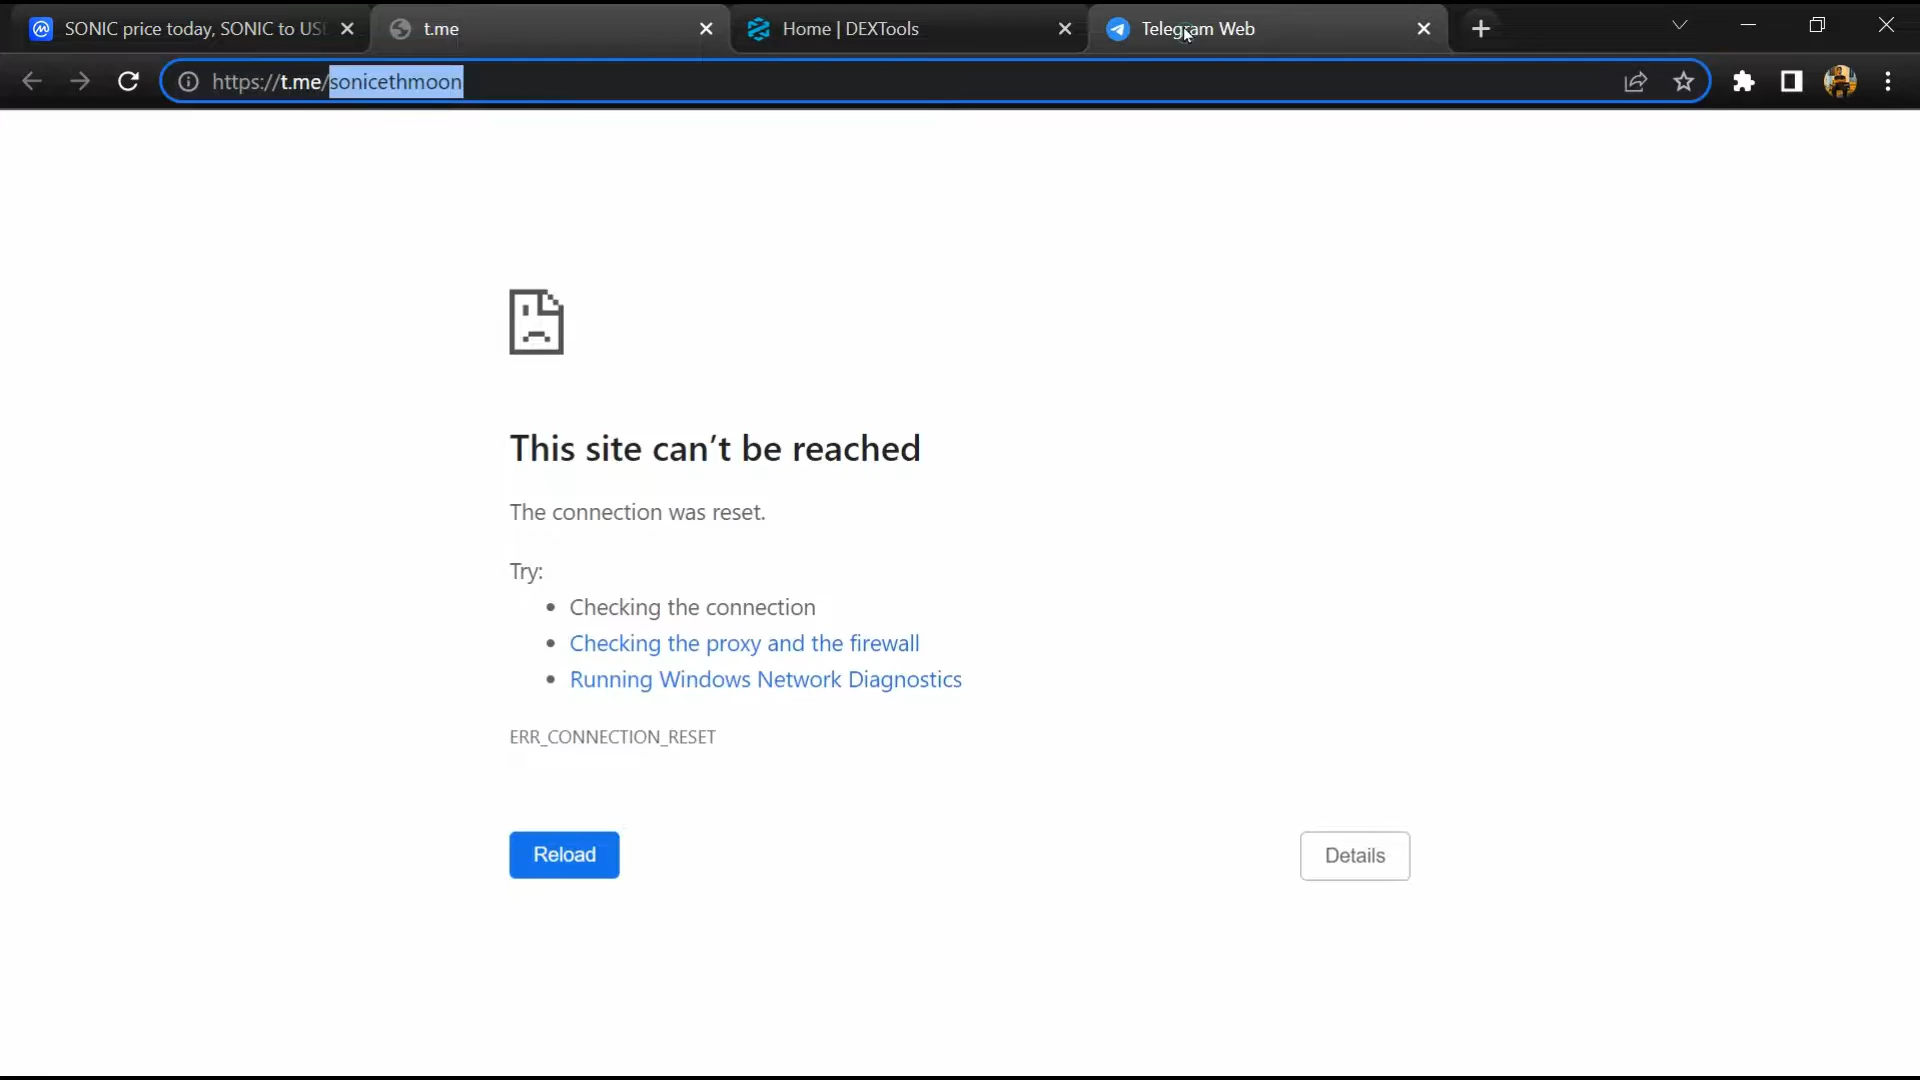 SONIC price today, SONIC to US
t.me
Home | DEXTools
Telegram Web
https://t.me/sonicethmoon
This site can’t be reached
The connection was reset.
Try:
Checking the connection
Checking the proxy and the firewall
Running Windows Network Diagnostics
ERR_CONNECTION_RESET
Reload
Details